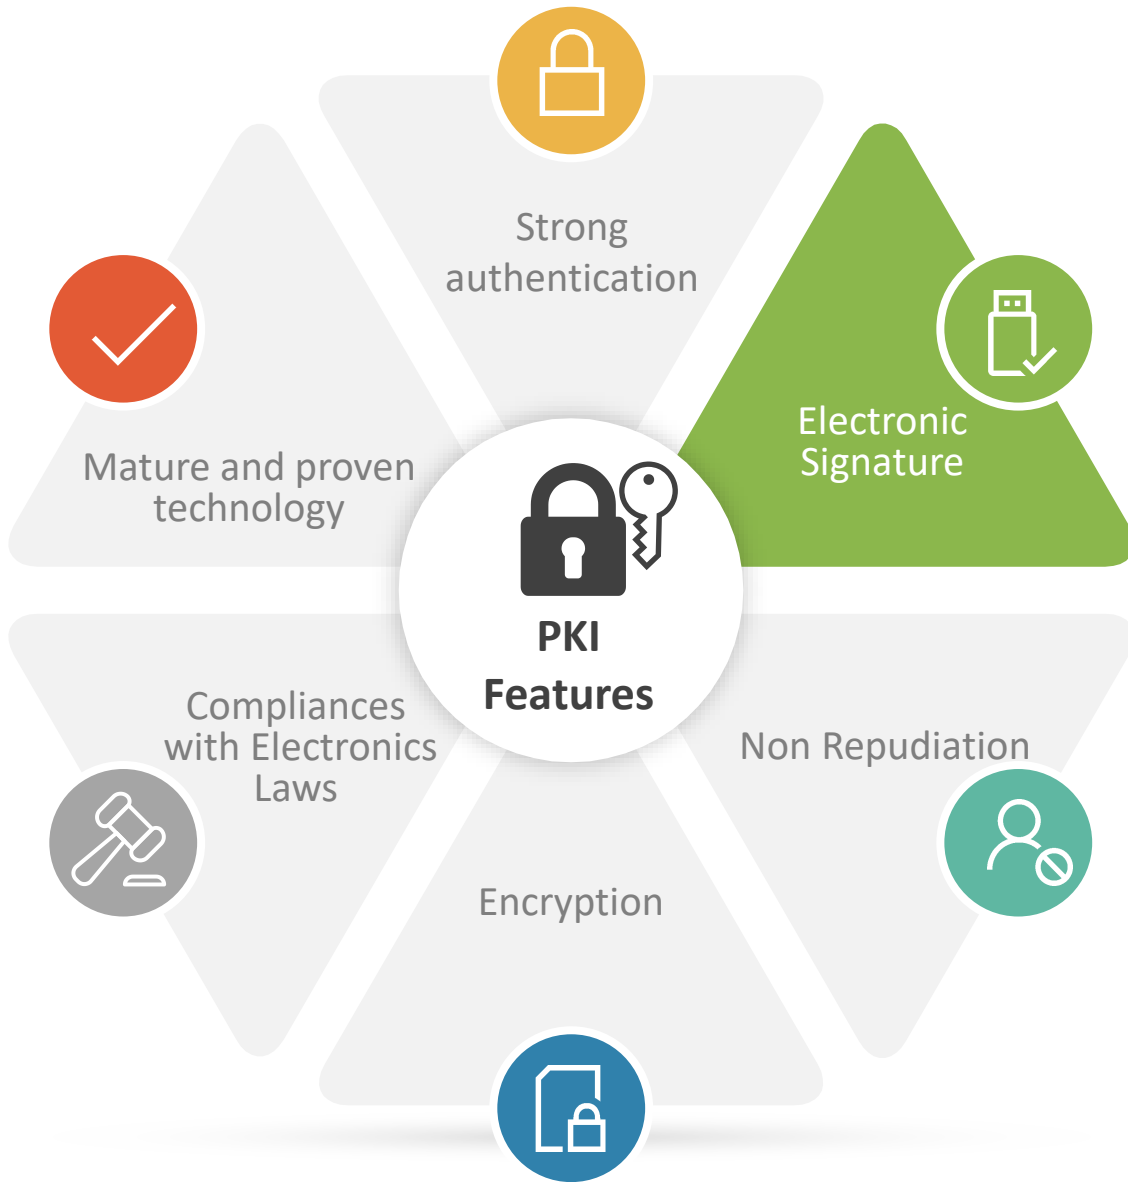 Strong
authentication
Electronic
Signature
Mature and proven
technology
PKI
Features
Compliances
with Electronics
Laws
Non Repudiation
Encryption